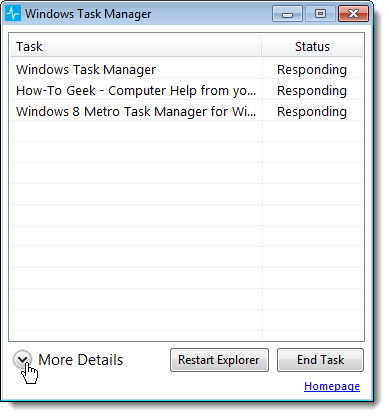 Windows Task Manager
Task Status
Windows Task Manager Responding
How-To Geek - Computer Help from yo... Responding
Windows 8 Metro Task Manager for Wi... Responding
More Details Restart Explorer End Task
Homepage